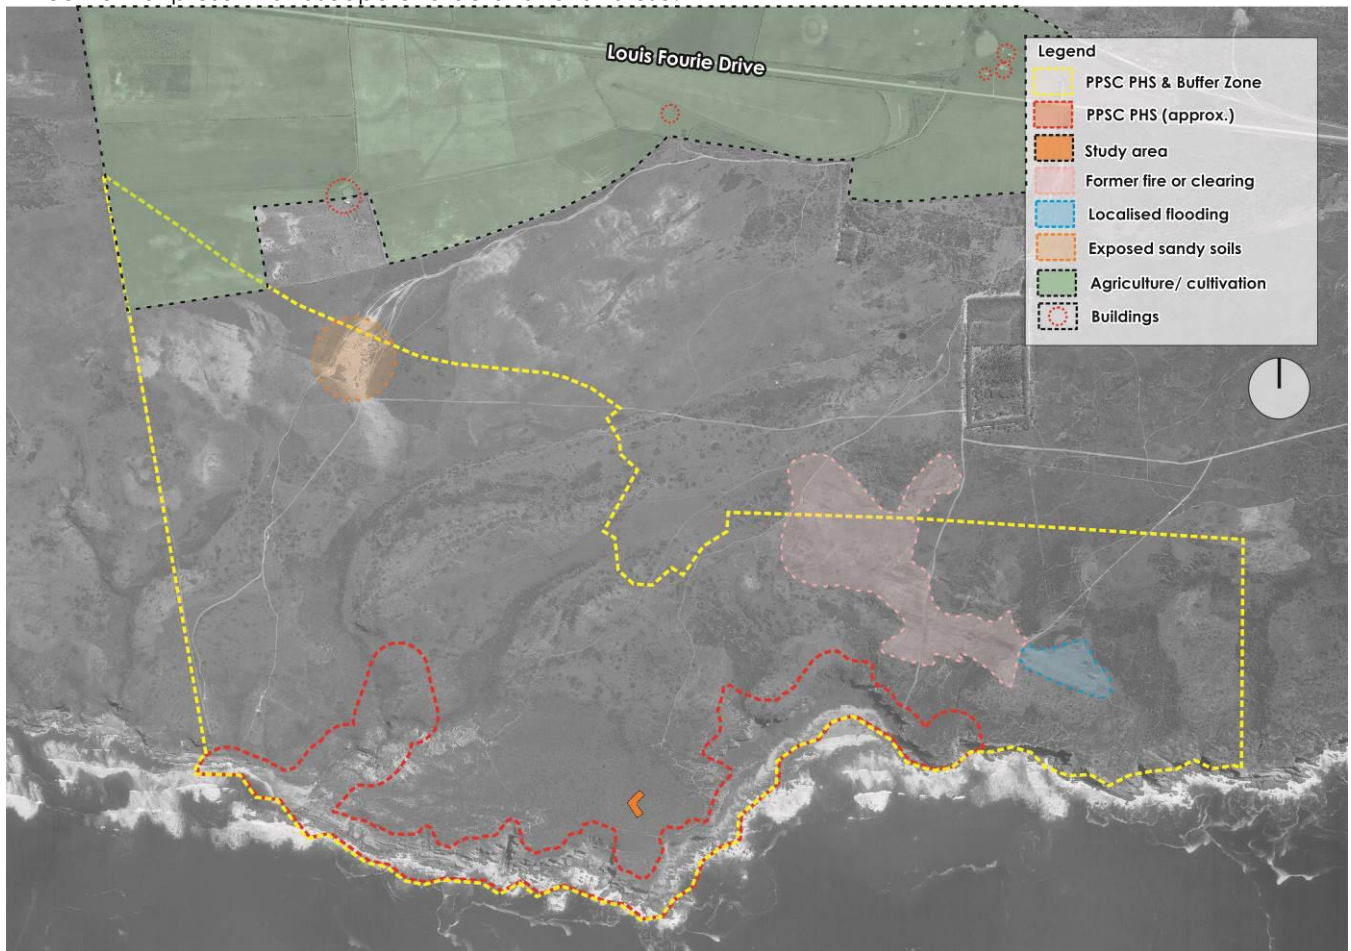 Louis Fourie Drive
Legend
PPSC PHS & Buffer Zone
PPSC PHS (approx.)
Study area
Former fire or clearing
Localised flooding
Exposed sandy soils
Agriculture/ cultivation
Buildings